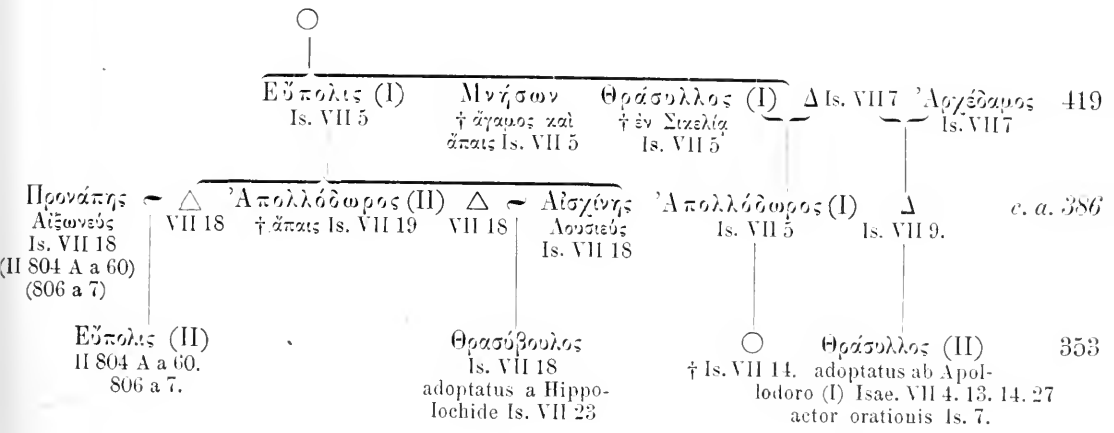 Εὔπολις (I) Μνήσων Θράσυλλος (I) Δ Is. VII 7 Ἀρχέδαμος 419
Is. VII 5 † ἄγαμος καὶ † ἐν Σικελίᾳ Is. VII 7
ἄπαις Is. VII 5 Is. VII 5
Προνάπης ~ △ Ἀπολλόδωρος (II) △ ~ Αἰσχίνης Ἀπολλόδωρος (I) Δ c. a. 386
Αἰξωνεύς VII 18 † ἄπαις Is. VII 19 VII 18 Λουσιεύς Is. VII 5 Is. VII 9.
Is. VII 18 Is. VII 18
(II 804 A a 60)
(806 a 7)
Εὔπολις (II) Θρασύβουλος Θράσυλλος (II) 353
II 804 A a 60. Is. VII 18 † Is. VII 14. adoptatus ab Apol-
806 a 7. adoptatus a Hippo- lodoro (I) Isae. VII 4. 13. 14. 27
lochide Is. VII 23 actor orationis Is. 7.